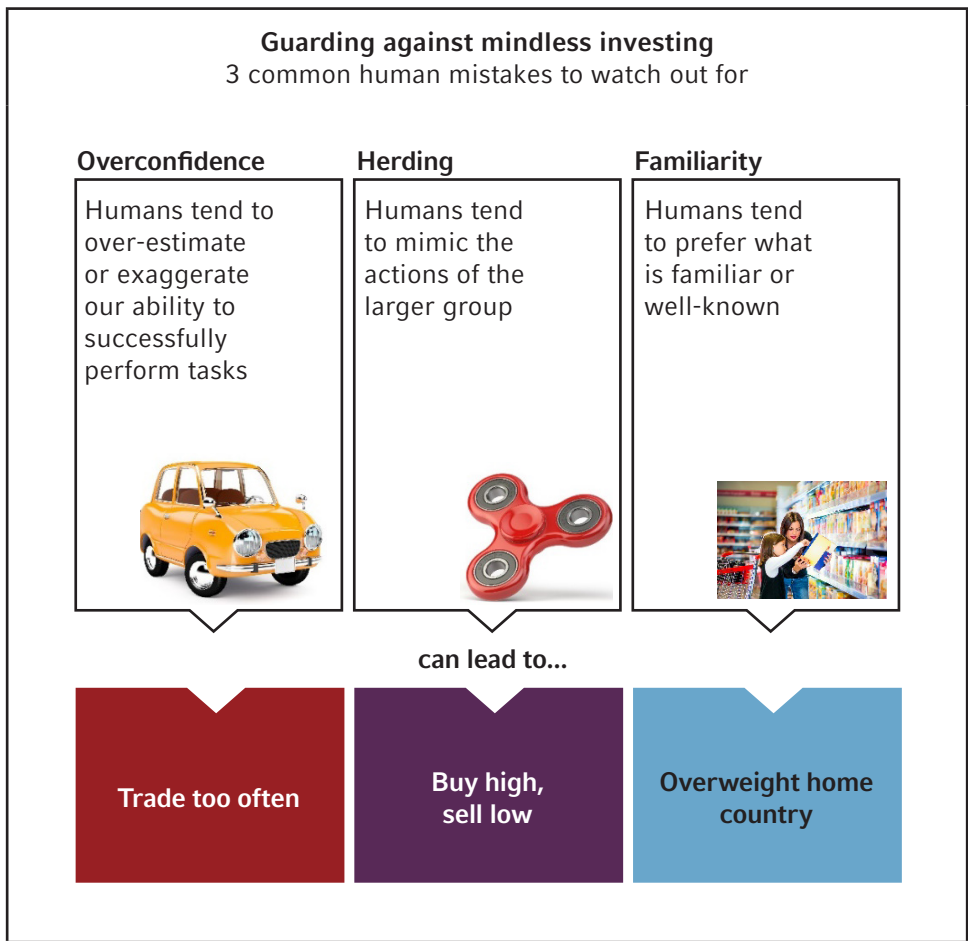 Guarding against mindless investing
3 common human mistakes to watch out for
Overconfidence
Humans tend to
over-estimate
or exaggerate
our ability to
successfully
perform tasks
Herding
Humans tend
to mimic the
actions of the
larger group
Familiarity
Humans tend
to prefer what
is familiar or
well-known
can lead to...
Trade too often
Buy high,
sell low
Overweight home
country